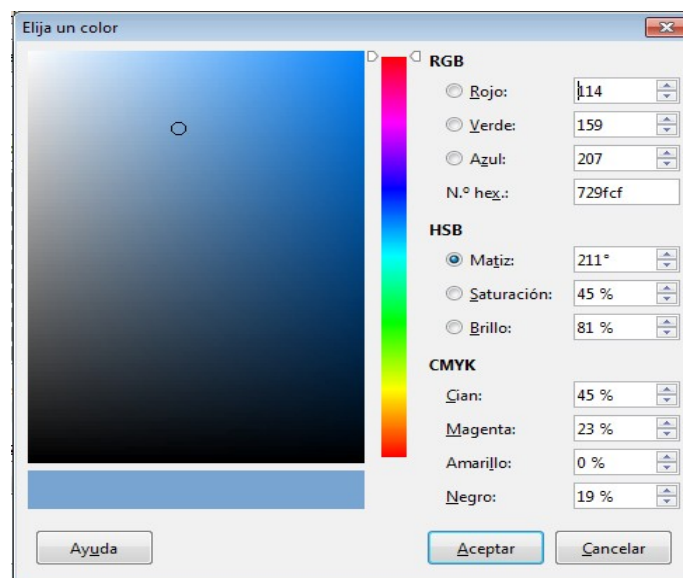 Elija un color
RGB
Rojo: 114
Verde: 159
Azul: 207
N.º hex.: 729fcf
HSB
Matiz: 211°
Saturación: 45 %
Brillo: 81 %
CMYK
Cian: 45 %
Magenta: 23 %
Amarillo: 0 %
Negro: 19 %
Ayuda Aceptar Cancelar